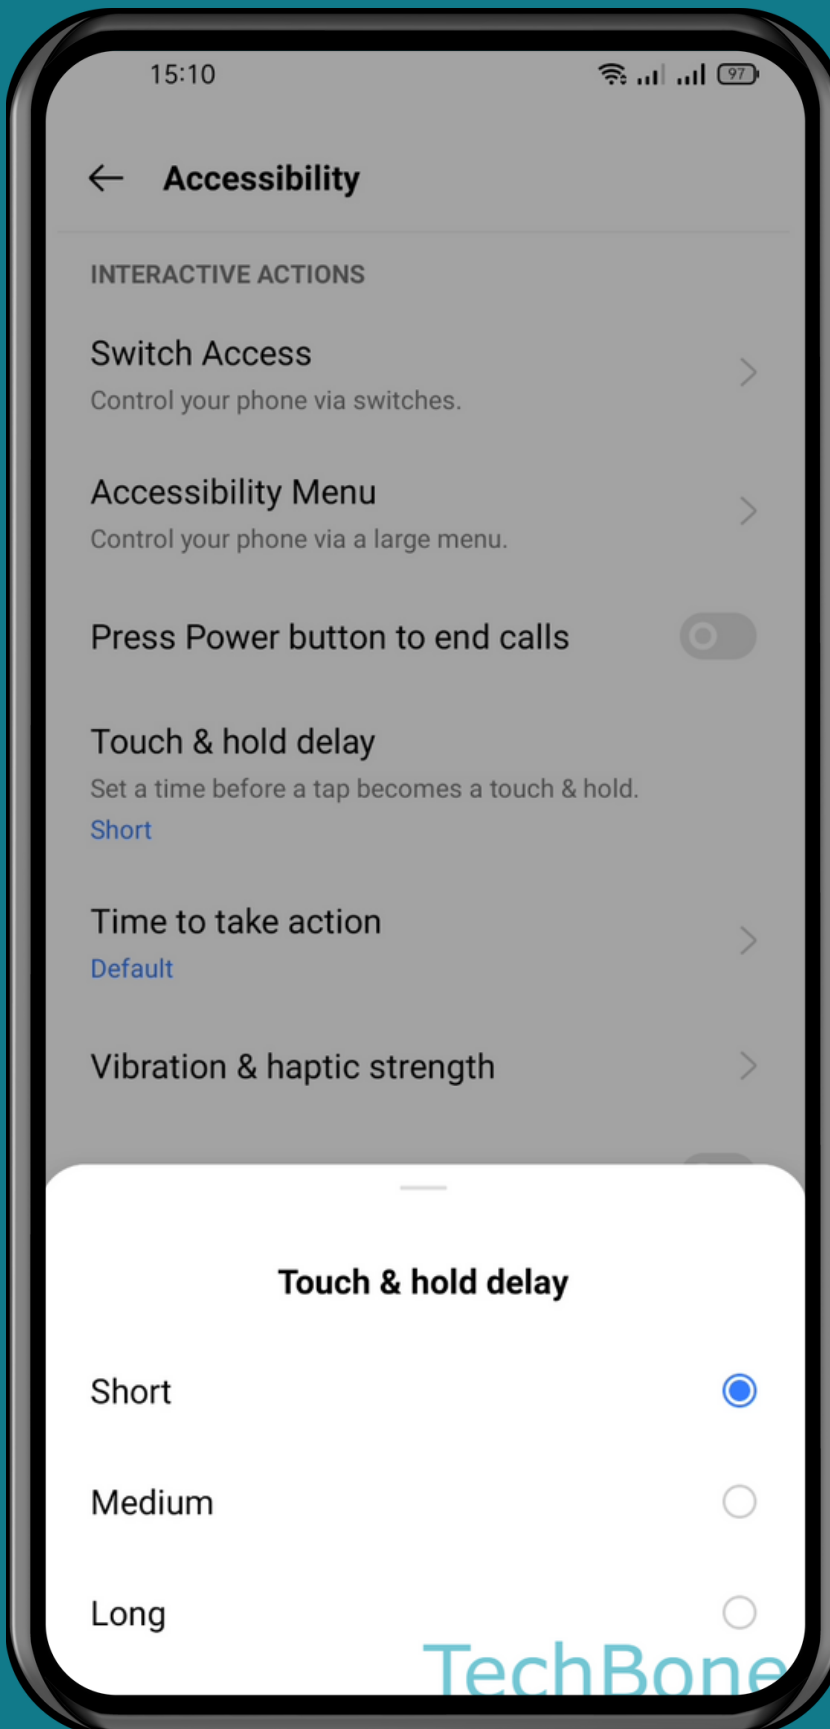 15:10
97
Accessibility
INTERACTIVE ACTIONS
Switch Access
Control your phone via switches.
Accessibility Menu
Control your phone via a large menu.
Press Power button to end calls
Touch & hold delay
Set a time before a tap becomes a touch & hold.
Short
Time to take action
Default
Vibration & haptic strength
Touch & hold delay
Short
Medium
Long
TechBone